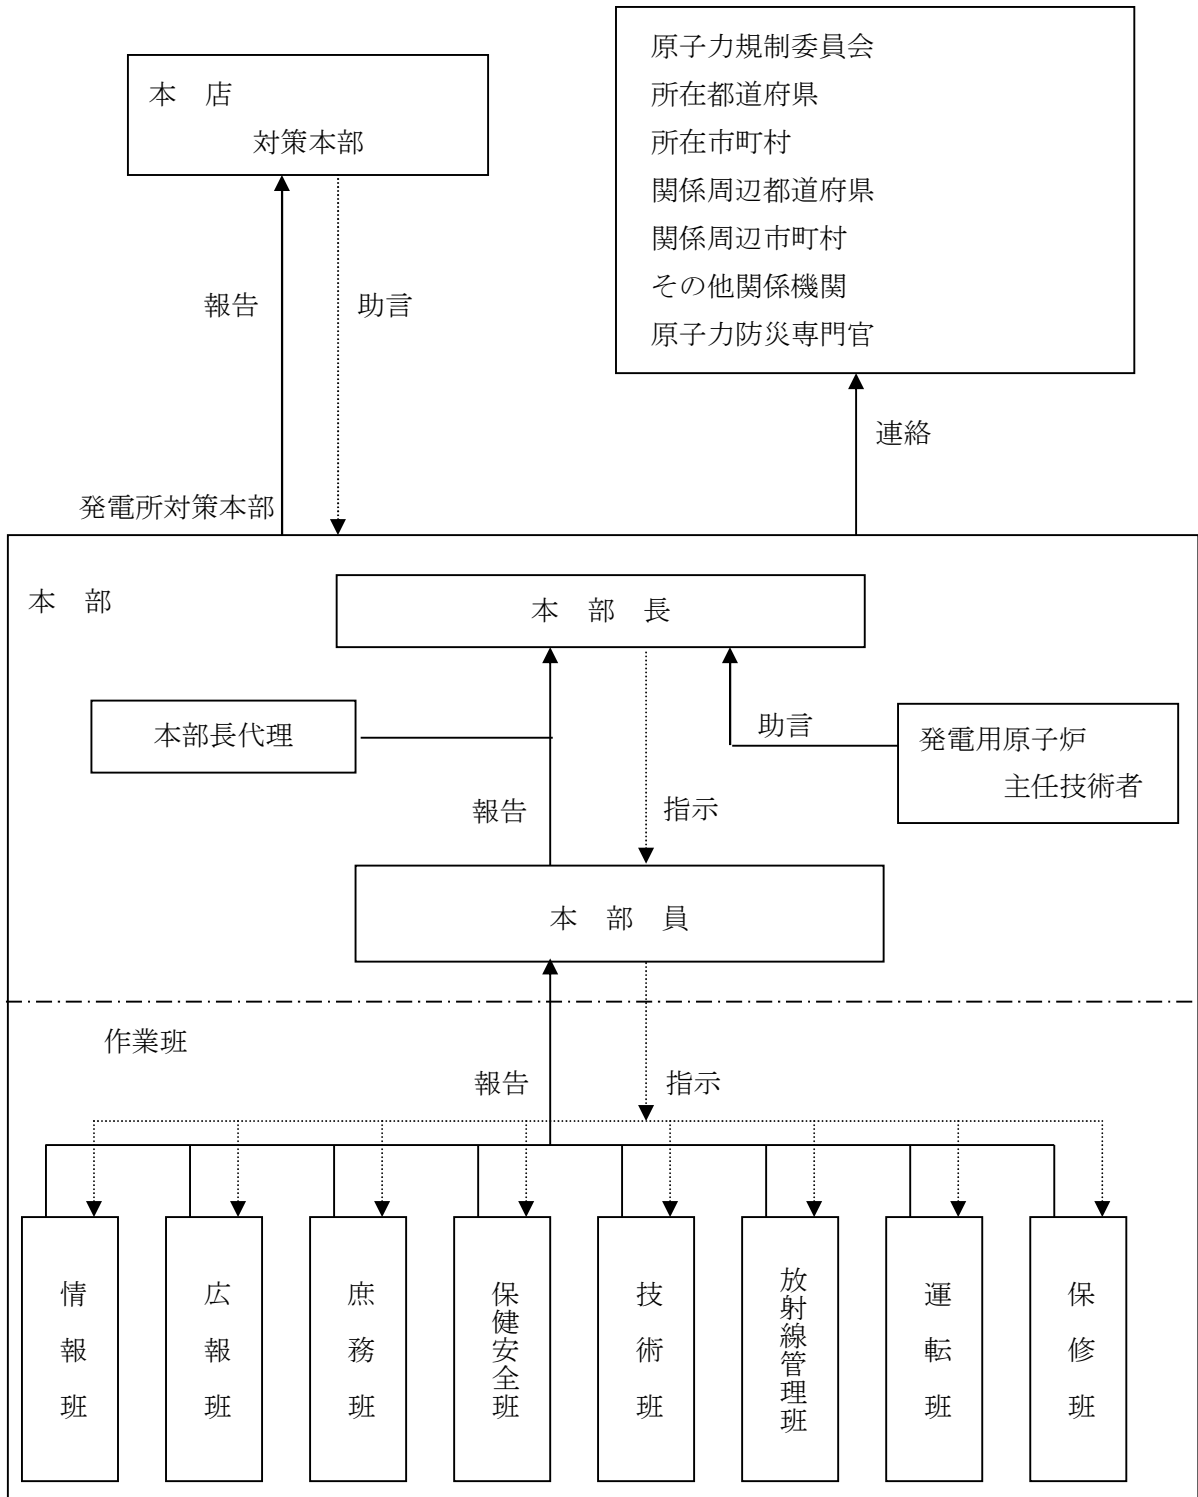 本　店
対策本部
原子力規制委員会
所在都道府県
所在市町村
関係周辺都道府県
関係周辺市町村
その他関係機関
原子力防災専門官
報告
助言
連絡
発電所対策本部
本　部
本　部　長
本部長代理
助言
発電用原子炉
主任技術者
報告
指示
本　部　員
作業班
報告
指示
情報班
広報班
庶務班
保健安全班
技術班
放射線管理班
運転班
保修班